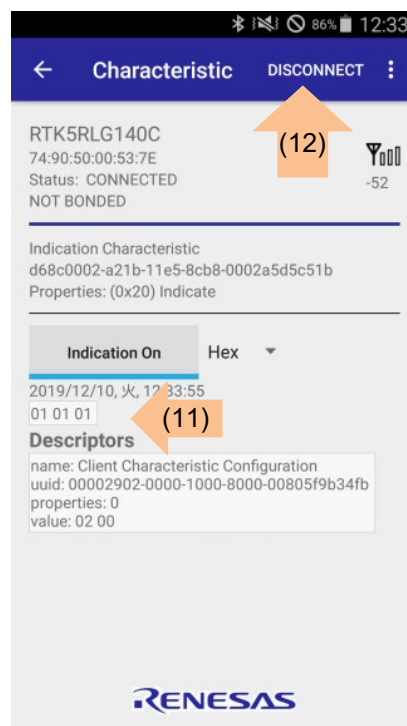 86% 12:33
Characteristic DISCONNECT
(12)
RTK5RLG140C
74:90:50:00:53:7E
Status: CONNECTED
-52
NOT BONDED
Indication Characteristic
d68c0002-a21b-11e5-8cb8-0002a5d5c51b
Properties: (0x20) Indicate
Indication On Hex
2019/12/10, 火, 12:33:55
01 01 01
(11)
Descriptors
name: Client Characteristic Configuration
uuid: 00002902-0000-1000-8000-00805f9b34fb
properties: 0
value: 02 00
RENESAS